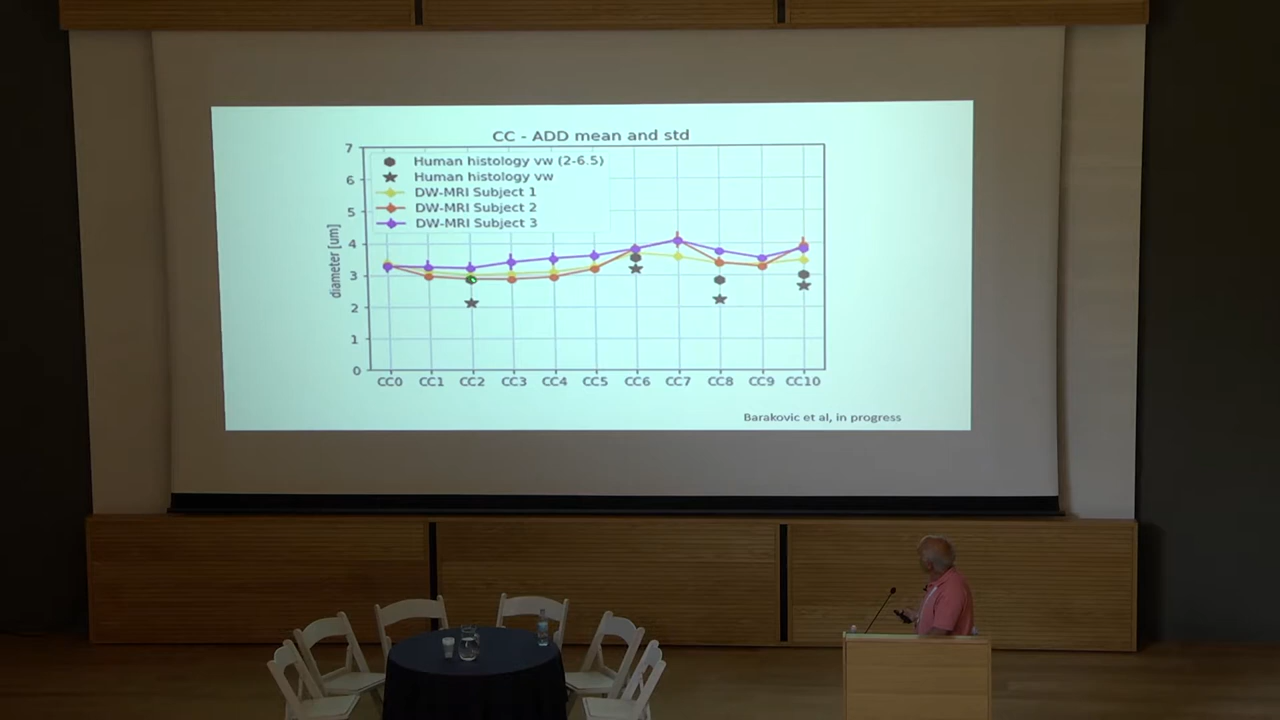 CC - ADD mean and std
Human histology vw (2-6.5)
Human histology vw
DW-MRI Subject 1
DW-MRI Subject 2
DW-MRI Subject 3
diameter [um]
7
6
5
4
3
2
1
0
CC0 CC1 CC2 CC3 CC4 CC5 CC6 CC7 CC8 CC9 CC10
Barakovic et al, in progress